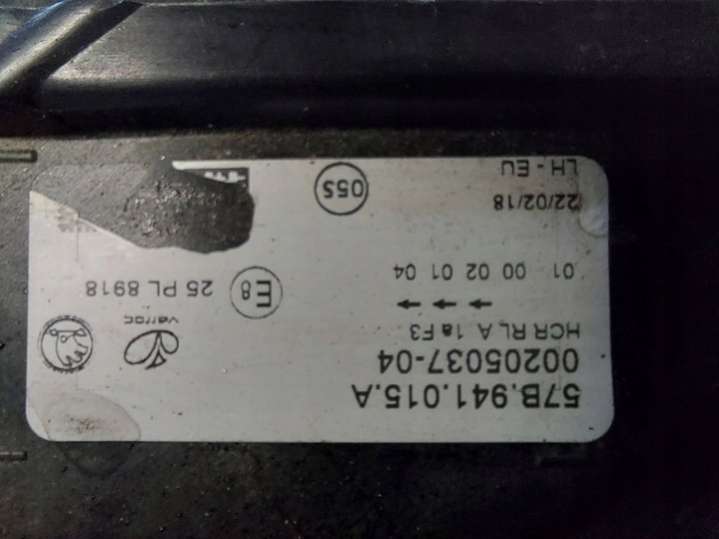 57B.941.015.A
00205037-04
HCR RL A 1a F3
01 00 02 01 04
22/02/18
LH - EU
varroc
E8
25 PL 8918
05S